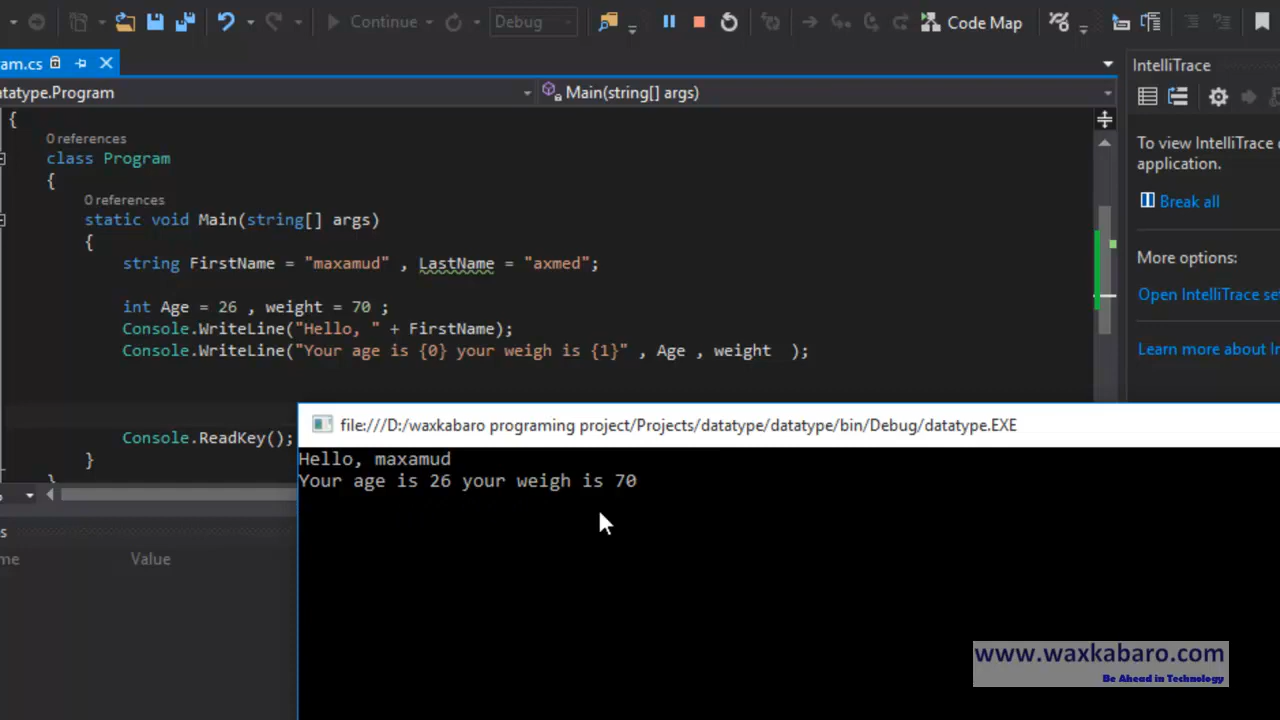 Continue
Debug
Code Map
am.cs
tatype.Program
Main(string[] args)
IntelliTrace
{
0 references
class Program
{
0 references
static void Main(string[] args)
{
string FirstName = "maxamud" , LastName = "axmed";
int Age = 26 , weight = 70 ;
Console.WriteLine("Hello, " + FirstName);
Console.WriteLine("Your age is {0} your weigh is {1}" , Age , weight  );
Console.ReadKey();
}
}
To view IntelliTrace
application.
Break all
More options:
Open IntelliTrace se
Learn more about In
file:///D:/waxkabaro programing project/Projects/datatype/datatype/bin/Debug/datatype.EXE
Hello, maxamud
Your age is 26 your weigh is 70
s
me
Value
www.waxkabaro.com
Be Ahead in Technology